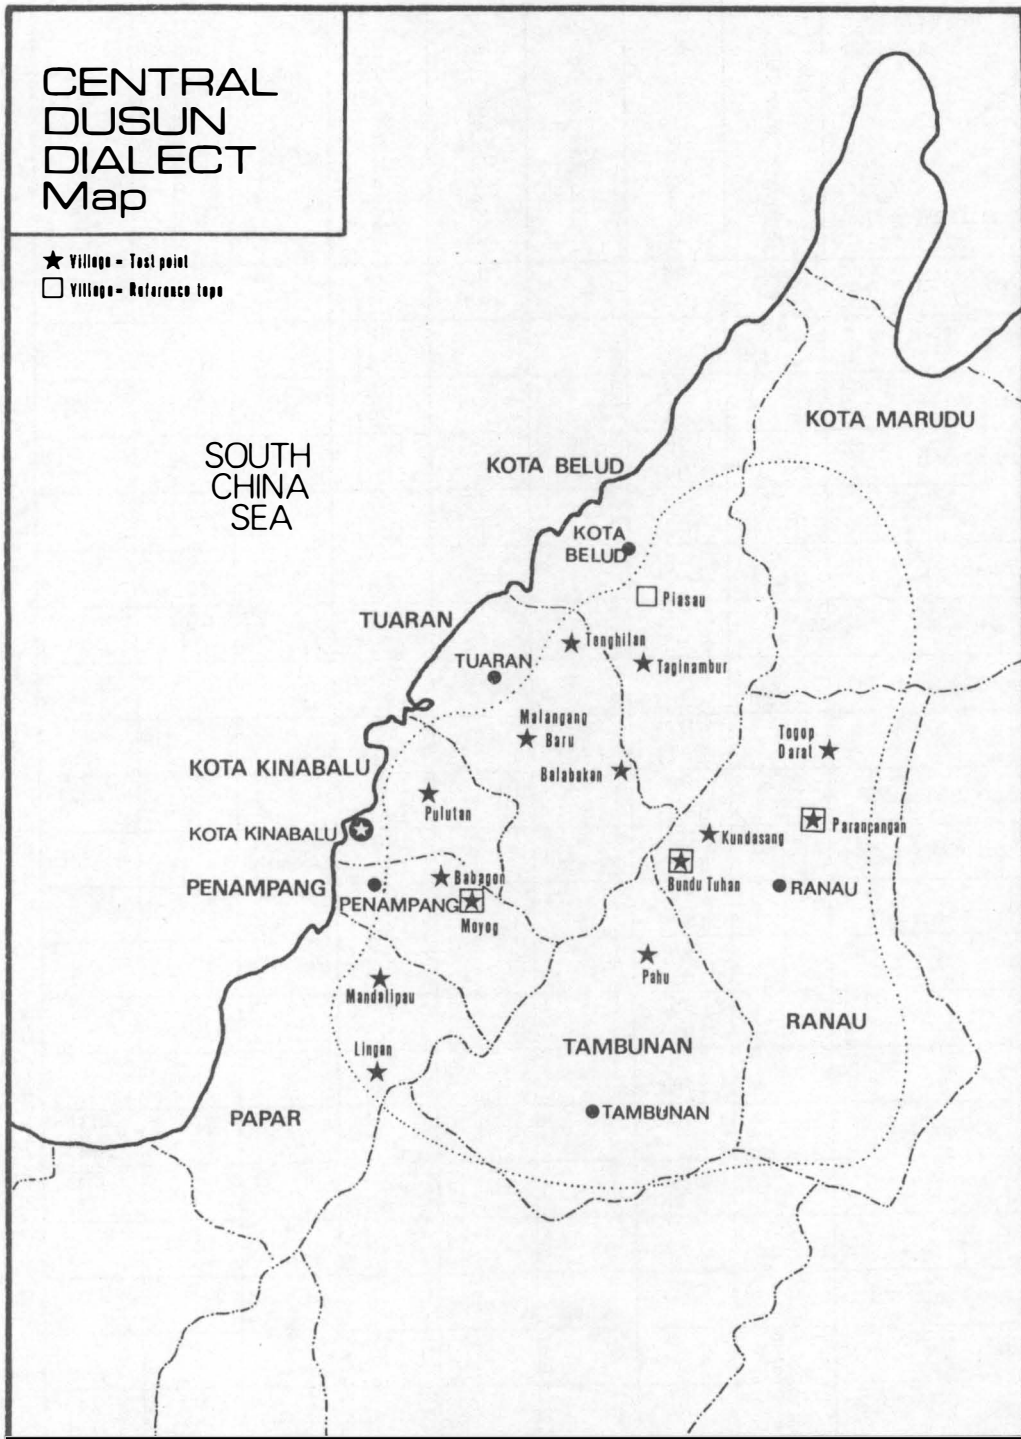 CENTRAL
DUSUN
DIALECT
Map
Village = Test point
Village = Reference tape
SOUTH
CHINA
SEA
KOTA MARUDU
KOTA BELUD
KOTA
BELUD
Piasau
TUARAN
Tenghilan
TUARAN
Taginambur
Malangang
Baru
Togop
Darat
KOTA KINABALU
Balabakan
Pulutan
Parancangan
KOTA KINABALU
Kundasang
PENAMPANG
Babagon
Bundu Tuhan
RANAU
PENAMPANG
Moyog
Pahu
Mandalipau
RANAU
TAMBUNAN
Lingan
PAPAR
TAMBUNAN